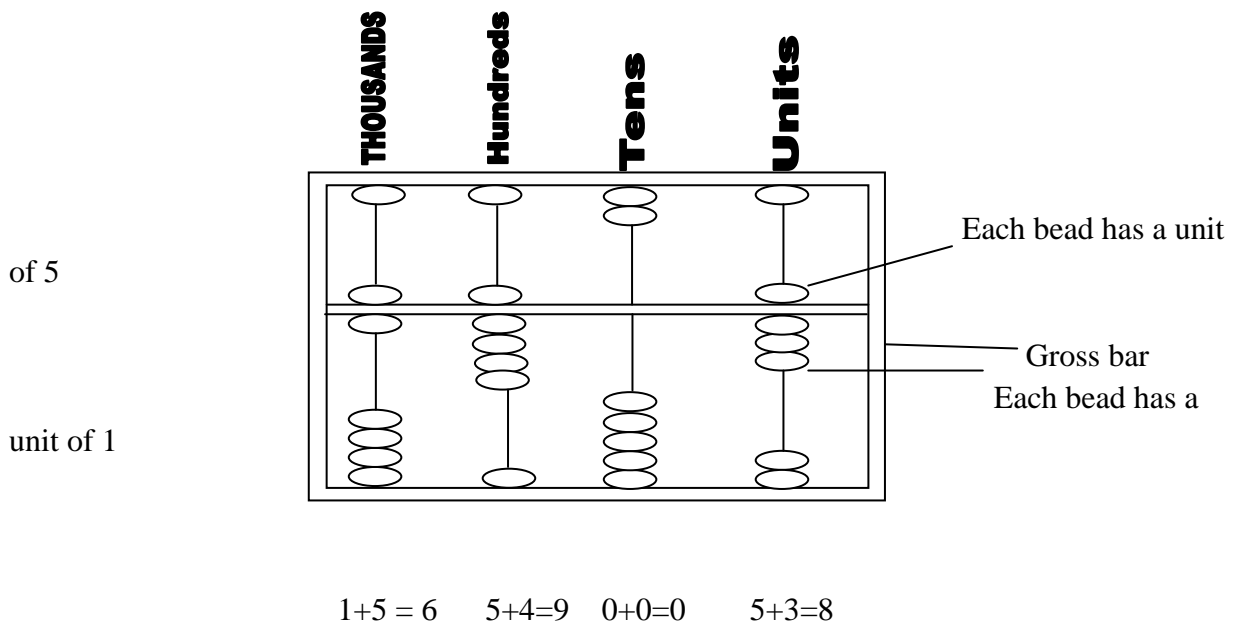 THOUSANDS
Hundreds
Tens
Units
Each bead has a unit
of 5
Gross bar
Each bead has a
unit of 1
1+5 = 6 5+4=9 0+0=0 5+3=8